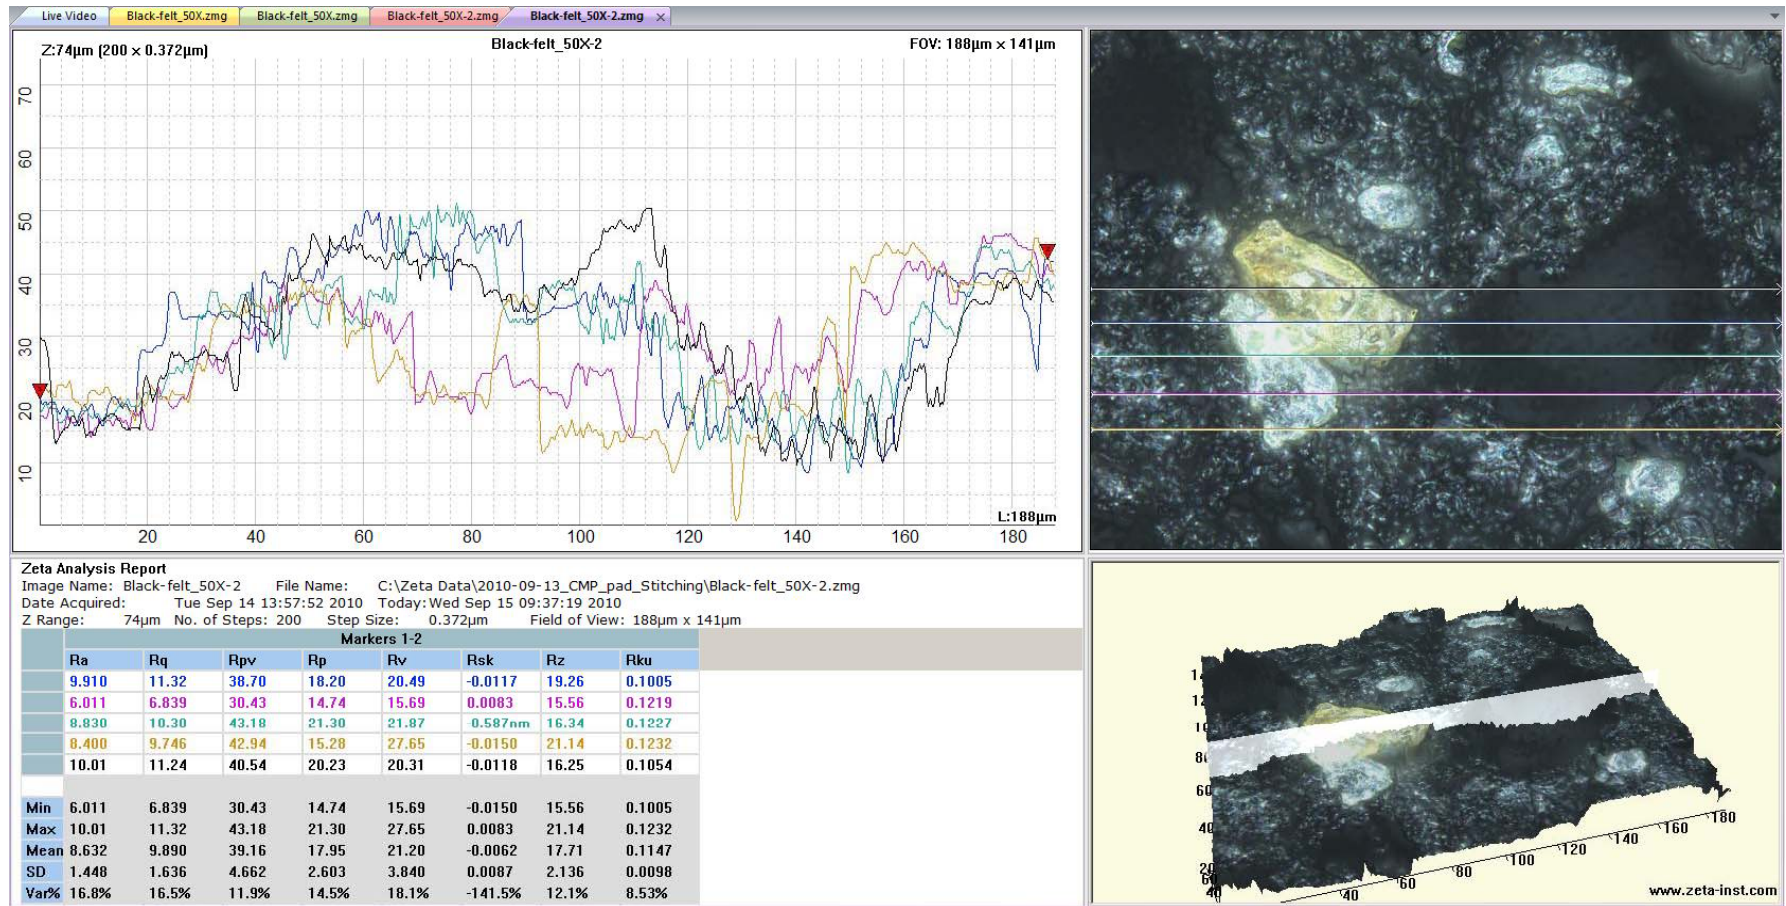 Live Video Black-felt_50X.zmg Black-felt_50X.zmg Black-felt_50X-2.zmg Black-felt_50X-2.zmg ×
Z:74µm (200 x 0.372µm) Black-felt_50X-2 FOV: 188µm x 141µm
70
60
50
40
30
20
10
L:188µm
20 40 60 80 100 120 140 160 180
Zeta Analysis Report
Image Name: Black-felt_50X-2 File Name: C:\Zeta Data\2010-09-13_CMP_pad_Stitching\Black-felt_50X-2.zmg
Date Acquired: Tue Sep 14 13:57:52 2010 Today: Wed Sep 15 09:37:19 2010
Z Range: 74µm No. of Steps: 200 Step Size: 0.372µm Field of View: 188µm x 141µm
Markers 1-2
Ra Rq Rpv Rp Rv Rsk Rz Rku
9.910 11.32 38.70 18.20 20.49 -0.0117 19.26 0.1005
6.011 6.839 30.43 14.74 15.69 0.0083 15.56 0.1219
8.830 10.30 43.18 21.30 21.87 -0.587nm 16.34 0.1227
8.400 9.746 42.94 15.28 27.65 -0.0150 21.14 0.1232
10.01 11.24 40.54 20.23 20.31 -0.0118 16.25 0.1054
Min 6.011 6.839 30.43 14.74 15.69 -0.0150 15.56 0.1005
Max 10.01 11.32 43.18 21.30 27.65 0.0083 21.14 0.1232
Mean 8.632 9.890 39.16 17.95 21.20 -0.0062 17.71 0.1147
SD 1.448 1.636 4.662 2.603 3.840 0.0087 2.136 0.0098
Var% 16.8% 16.5% 11.9% 14.5% 18.1% -141.5% 12.1% 8.53%
60
40
40 60 80 100 120 140 160 180
www.zeta-inst.com